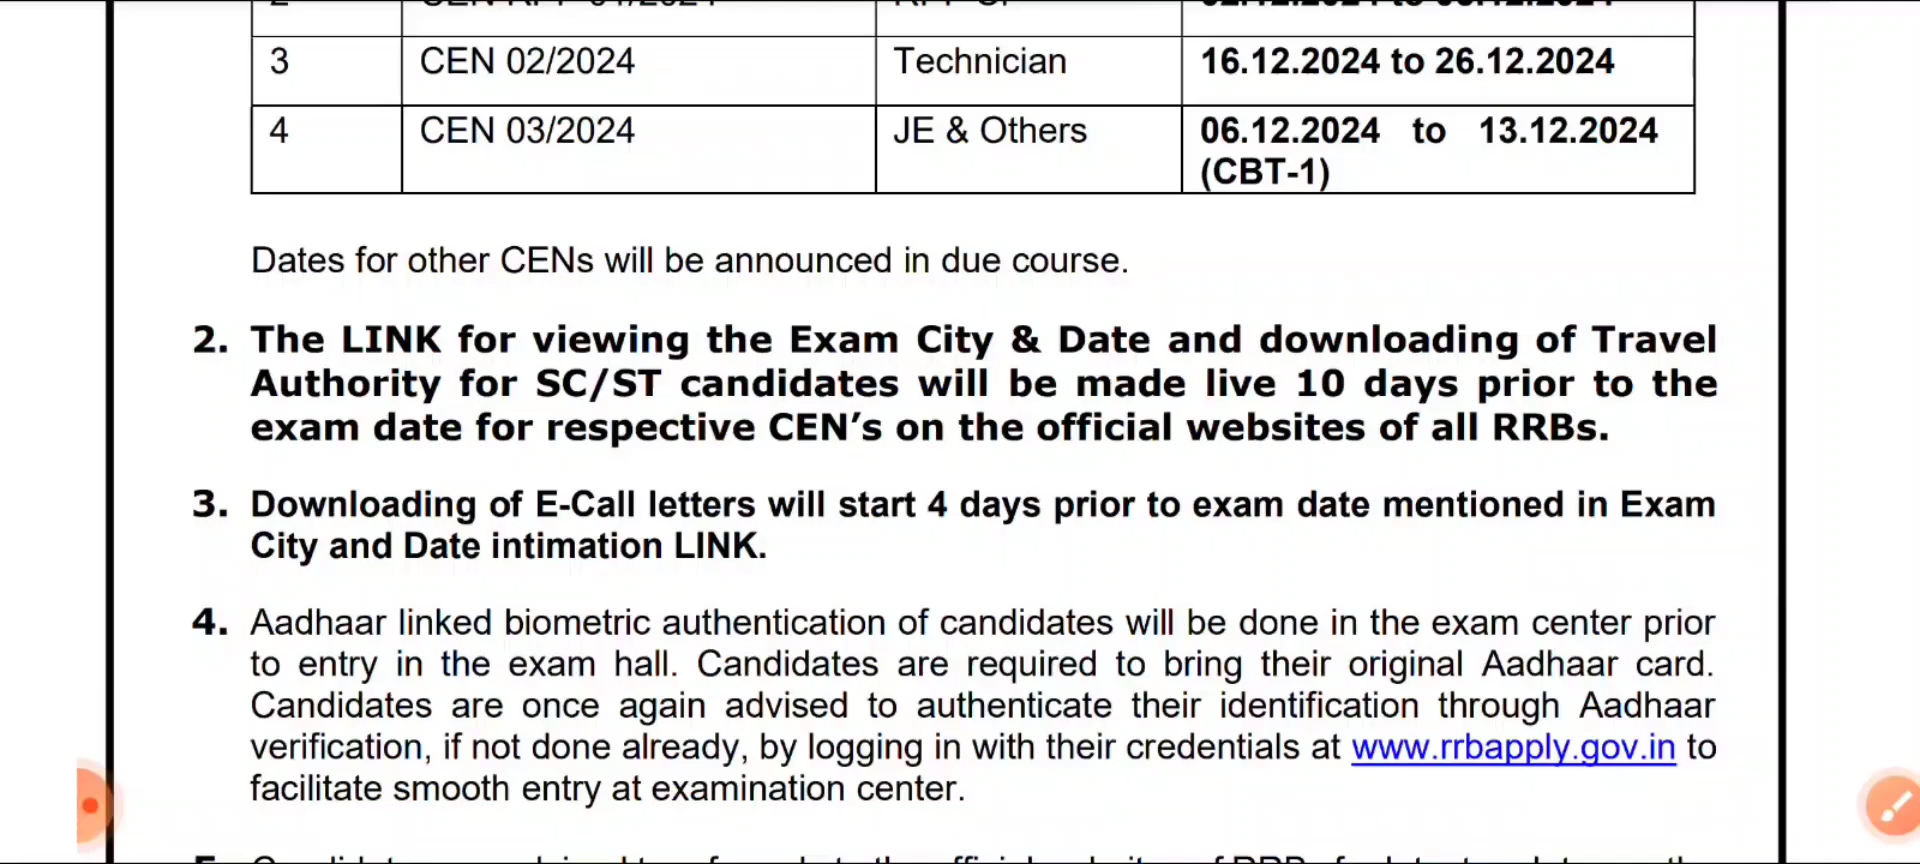 3 CEN 02/2024 Technician 16.12.2024 to 26.12.2024
4 CEN 03/2024 JE & Others 06.12.2024 to 13.12.2024
(CBT-1)
Dates for other CENs will be announced in due course.
2. The LINK for viewing the Exam City & Date and downloading of Travel
Authority for SC/ST candidates will be made live 10 days prior to the
exam date for respective CEN’s on the official websites of all RRBs.
3. Downloading of E-Call letters will start 4 days prior to exam date mentioned in Exam
City and Date intimation LINK.
4. Aadhaar linked biometric authentication of candidates will be done in the exam center prior
to entry in the exam hall. Candidates are required to bring their original Aadhaar card.
Candidates are once again advised to authenticate their identification through Aadhaar
verification, if not done already, by logging in with their credentials at www.rrbapply.gov.in to
facilitate smooth entry at examination center.